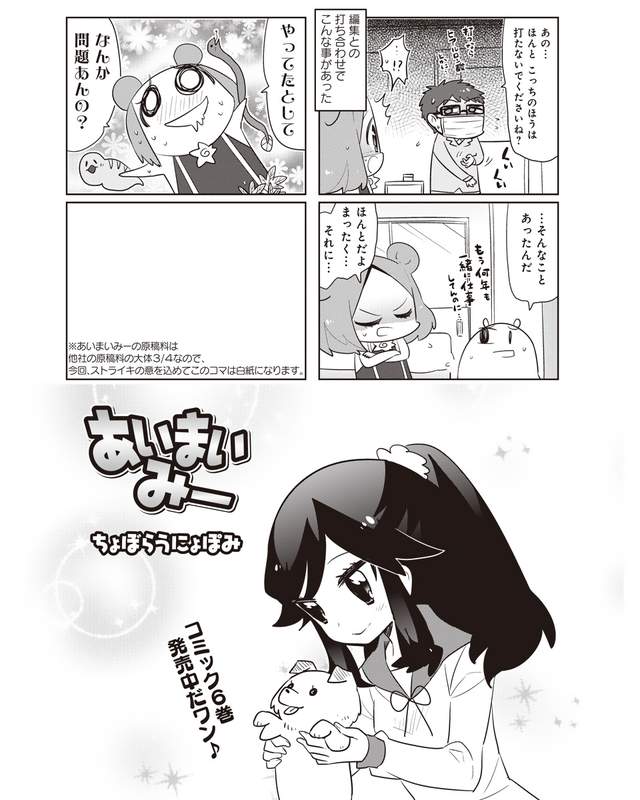 編集との
打ち合わせで
こんな事があった
あの…
ほんと こっちのほうは
打たないでくださいね?
…!?
くいくい
…そんなこと
あったんだ
もう何年も
一緒に仕事
してんのに…
ほんとだよ
まったく…
それに…
やってたとして
なんか
問題あんの?
※あいまいみーの原稿料は
他社の原稿料の大体3/4なので、
今回、ストライキの意を込めてこのコマは白紙になります。
あいまい
みー
ちょぼらうにょぽみ
コミック6巻
発売中だワン♪